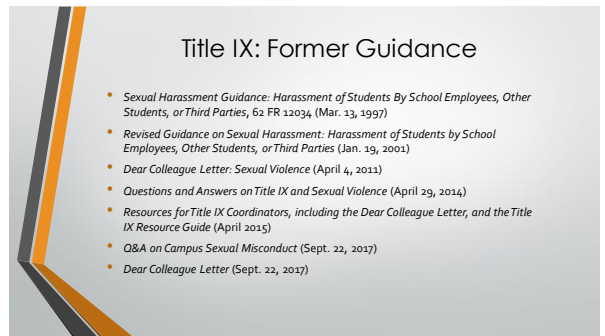 Title IX: Former Guidance
• Sexual Harassment Guidance: Harassment of Students By School Employees, Other
Students, or Third Parties, 62 FR 12034 (Mar. 13, 1997)
• Revised Guidance on Sexual Harassment: Harassment of Students by School
Employees, Other Students, or Third Parties (Jan. 19, 2001)
• Dear Colleague Letter: Sexual Violence (April 4, 2011)
• Questions and Answers on Title IX and Sexual Violence (April 29, 2014)
• Resources for Title IX Coordinators, including the Dear Colleague Letter, and the Title
IX Resource Guide (April 2015)
• Q&A on Campus Sexual Misconduct (Sept. 22, 2017)
• Dear Colleague Letter (Sept. 22, 2017)